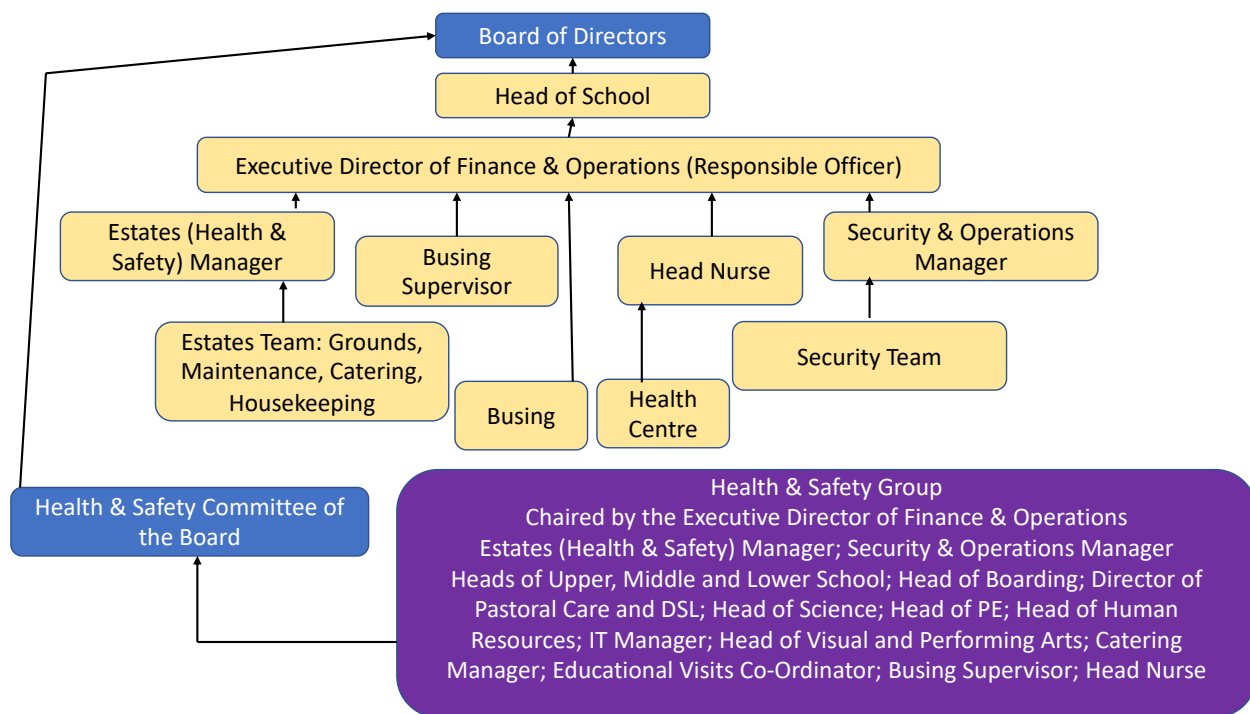 Board of Directors
Head of School
Executive Director of Finance & Operations (Responsible Officer)
Estates (Health &
Safety) Manager
Busing
Supervisor
Head Nurse
Security & Operations
Manager
Estates Team: Grounds,
Maintenance, Catering,
Housekeeping
Busing
Health
Centre
Security Team
Health & Safety Committee of
the Board
Health & Safety Group
Chaired by the Executive Director of Finance & Operations
Estates (Health & Safety) Manager; Security & Operations Manager
Heads of Upper, Middle and Lower School; Head of Boarding; Director of
Pastoral Care and DSL; Head of Science; Head of PE; Head of Human
Resources; IT Manager; Head of Visual and Performing Arts; Catering
Manager; Educational Visits Co-Ordinator; Busing Supervisor; Head Nurse